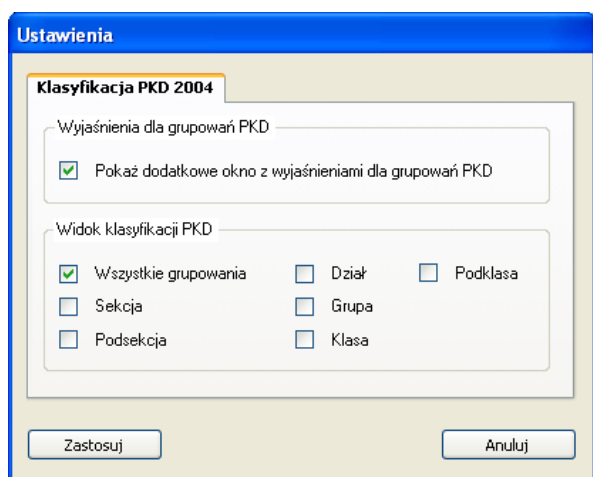 Ustawienia
Klasyfikacja PKD 2004
Wyjaśnienia dla grupowań PKD
Pokaż dodatkowe okno z wyjaśnieniami dla grupowań PKD
Widok klasyfikacji PKD
Wszystkie grupowania Dział Podklasa
Sekcja Grupa
Podsekcja Klasa
Zastosuj Anuluj